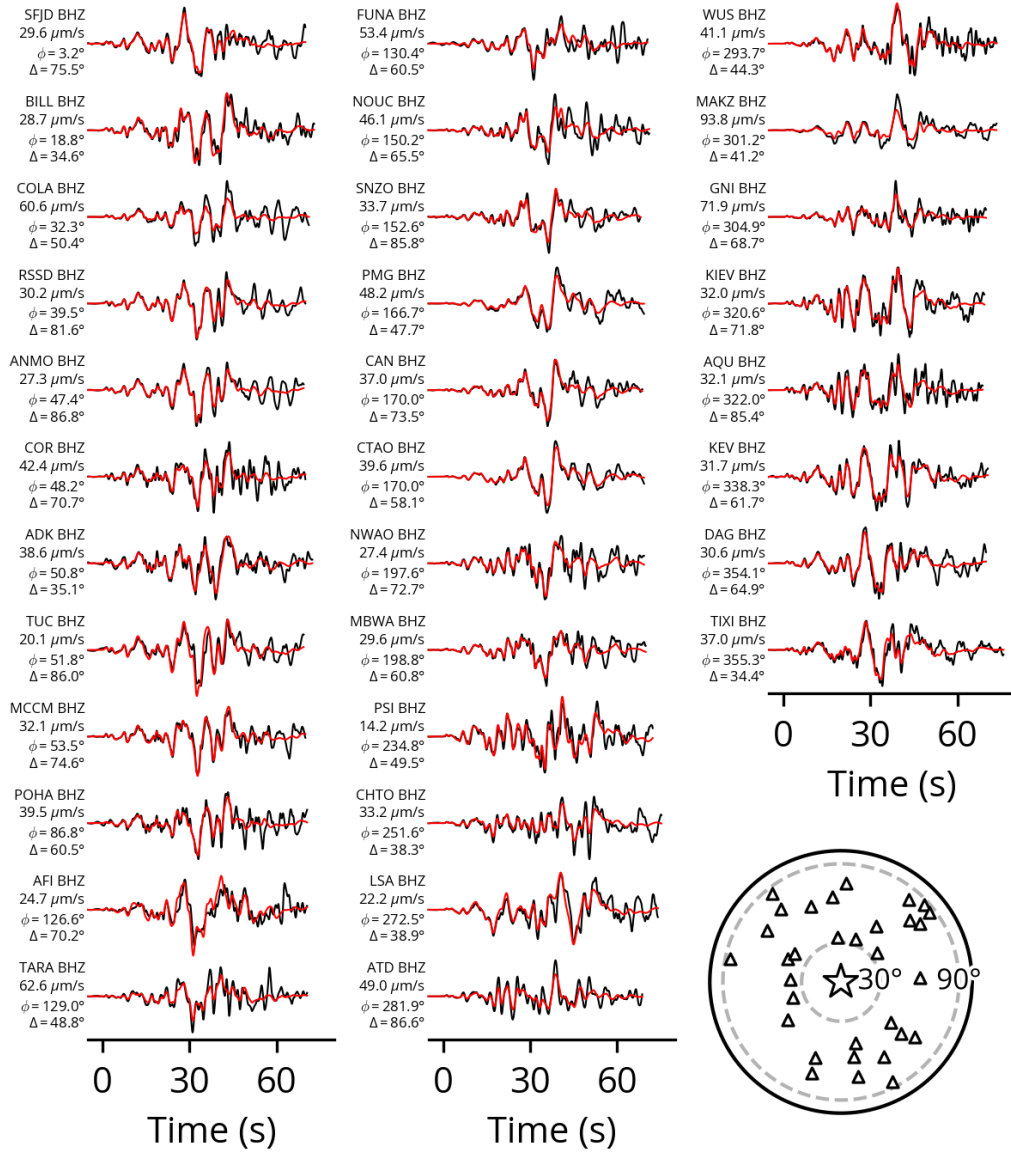 SFJD BHZ
29.6 μm/s
ϕ = 3.2°
Δ = 75.5°
BILL BHZ
28.7 μm/s
ϕ = 18.8°
Δ = 34.6°
COLA BHZ
60.6 μm/s
ϕ = 32.3°
Δ = 50.4°
RSSD BHZ
30.2 μm/s
ϕ = 39.5°
Δ = 81.6°
ANMO BHZ
27.3 μm/s
ϕ = 47.4°
Δ = 86.8°
COR BHZ
42.4 μm/s
ϕ = 48.2°
Δ = 70.7°
ADK BHZ
38.6 μm/s
ϕ = 50.8°
Δ = 35.1°
TUC BHZ
20.1 μm/s
ϕ = 51.8°
Δ = 86.0°
MCCM BHZ
32.1 μm/s
ϕ = 53.5°
Δ = 74.6°
POHA BHZ
39.5 μm/s
ϕ = 86.8°
Δ = 60.5°
AFI BHZ
24.7 μm/s
ϕ = 126.6°
Δ = 70.2°
TARA BHZ
62.6 μm/s
ϕ = 129.0°
Δ = 48.8°
0 30 60
Time (s)
FUNA BHZ
53.4 μm/s
ϕ = 130.4°
Δ = 60.5°
NOUC BHZ
46.1 μm/s
ϕ = 150.2°
Δ = 65.5°
SNZO BHZ
33.7 μm/s
ϕ = 152.6°
Δ = 85.8°
PMG BHZ
48.2 μm/s
ϕ = 166.7°
Δ = 47.7°
CAN BHZ
37.0 μm/s
ϕ = 170.0°
Δ = 73.5°
CTAO BHZ
39.6 μm/s
ϕ = 170.0°
Δ = 58.1°
NWAO BHZ
27.4 μm/s
ϕ = 197.6°
Δ = 72.7°
MBWA BHZ
29.6 μm/s
ϕ = 198.8°
Δ = 60.8°
PSI BHZ
14.2 μm/s
ϕ = 234.8°
Δ = 49.5°
CHTO BHZ
33.2 μm/s
ϕ = 251.6°
Δ = 38.3°
LSA BHZ
22.2 μm/s
ϕ = 272.5°
Δ = 38.9°
ATD BHZ
49.0 μm/s
ϕ = 281.9°
Δ = 86.6°
0 30 60
Time (s)
WUS BHZ
41.1 μm/s
ϕ = 293.7°
Δ = 44.3°
MAKZ BHZ
93.8 μm/s
ϕ = 301.2°
Δ = 41.2°
GNI BHZ
71.9 μm/s
ϕ = 304.9°
Δ = 68.7°
KIEV BHZ
32.0 μm/s
ϕ = 320.6°
Δ = 71.8°
AQU BHZ
32.1 μm/s
ϕ = 322.0°
Δ = 85.4°
KEV BHZ
31.7 μm/s
ϕ = 338.3°
Δ = 61.7°
DAG BHZ
30.6 μm/s
ϕ = 354.1°
Δ = 64.9°
TIXI BHZ
37.0 μm/s
ϕ = 355.3°
Δ = 34.4°
0 30 60
Time (s)
30° 90°